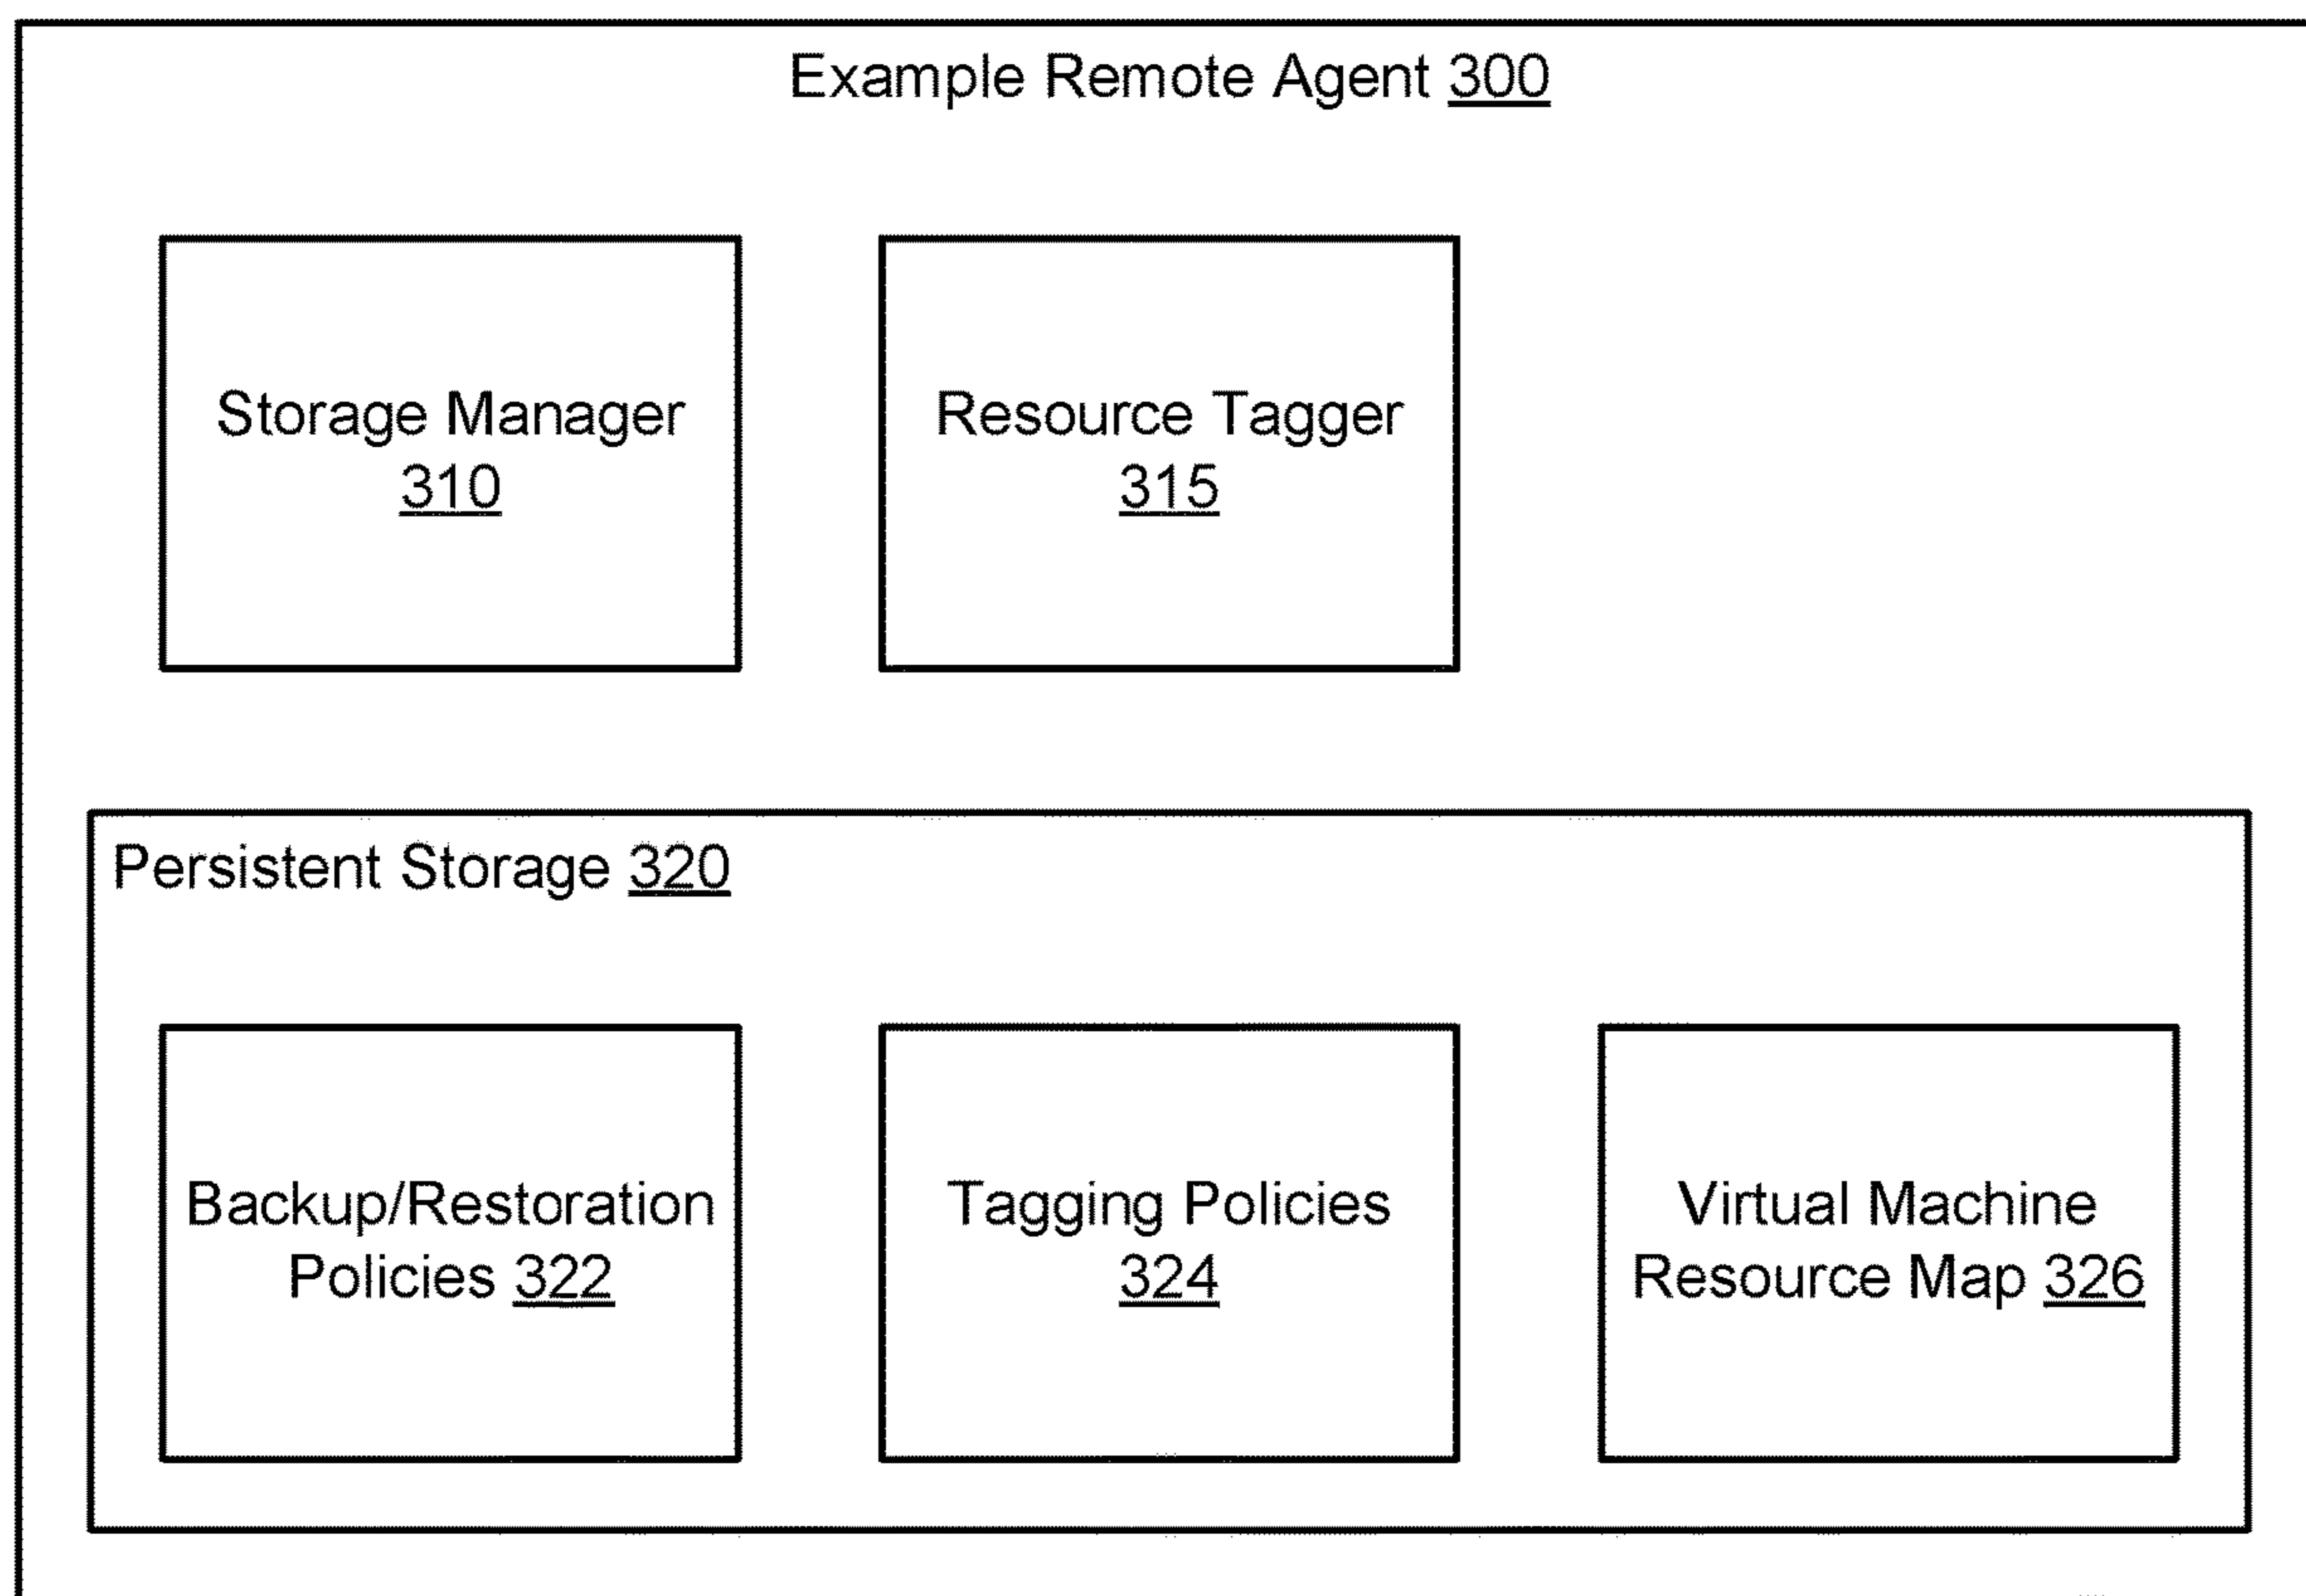 Example Remote Agent 300
Storage Manager
310
Resource Tagger
315
Persistent Storage 320
Backup/Restoration
Policies 322
Tagging Policies
324
Virtual Machine
Resource Map 326